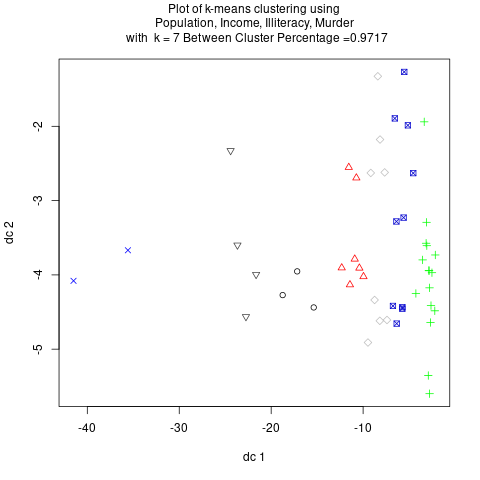 Plot of k-means clustering using
Population, Income, Illiteracy, Murder
with k = 7 Between Cluster Percentage =0.9717
dc 2
-2
-3
-4
-5
-40 -30 -20 -10
dc 1